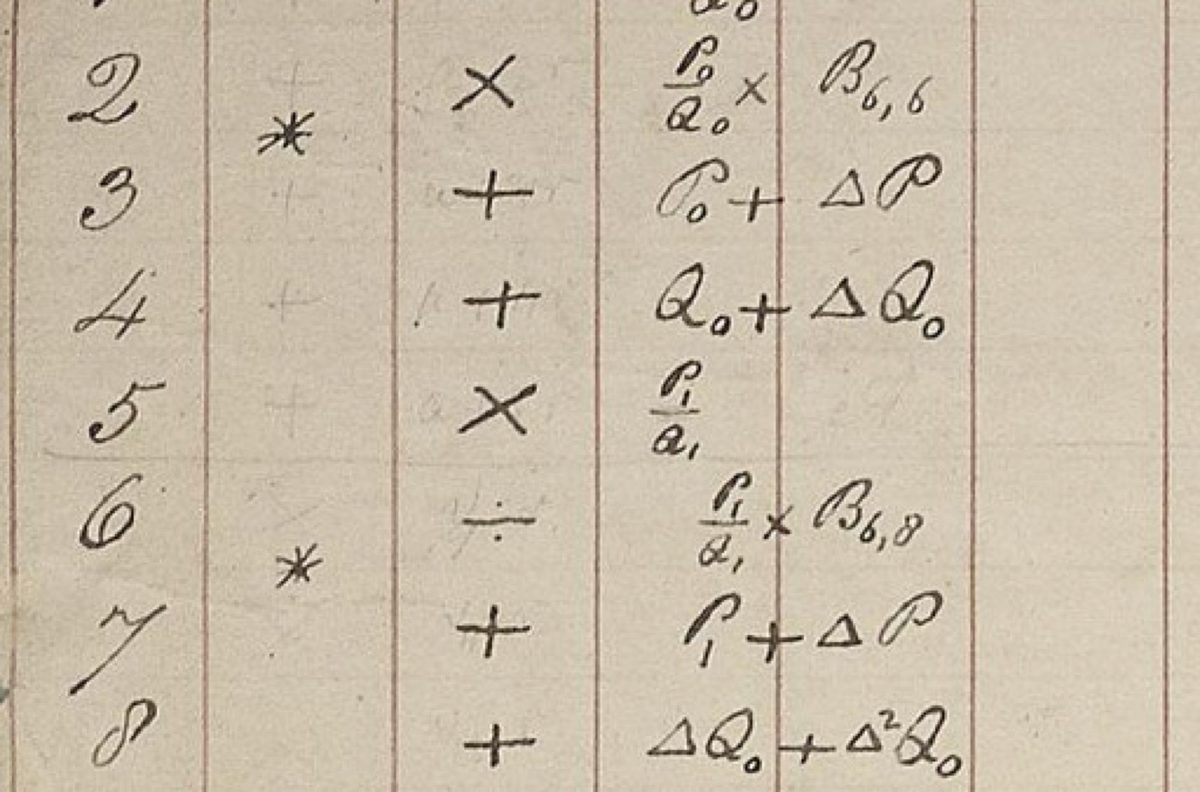 2 × P₀/Q₀ × B₆,₆
*
3 + P₀ + ΔP
4 + Q₀ + ΔQ₀
5 × P₁/Q₁
6 ÷ P₁/Q₁ × B₆,₈
*
7 + P₁ + ΔP
8 + ΔQ₀ + Δ²Q₀